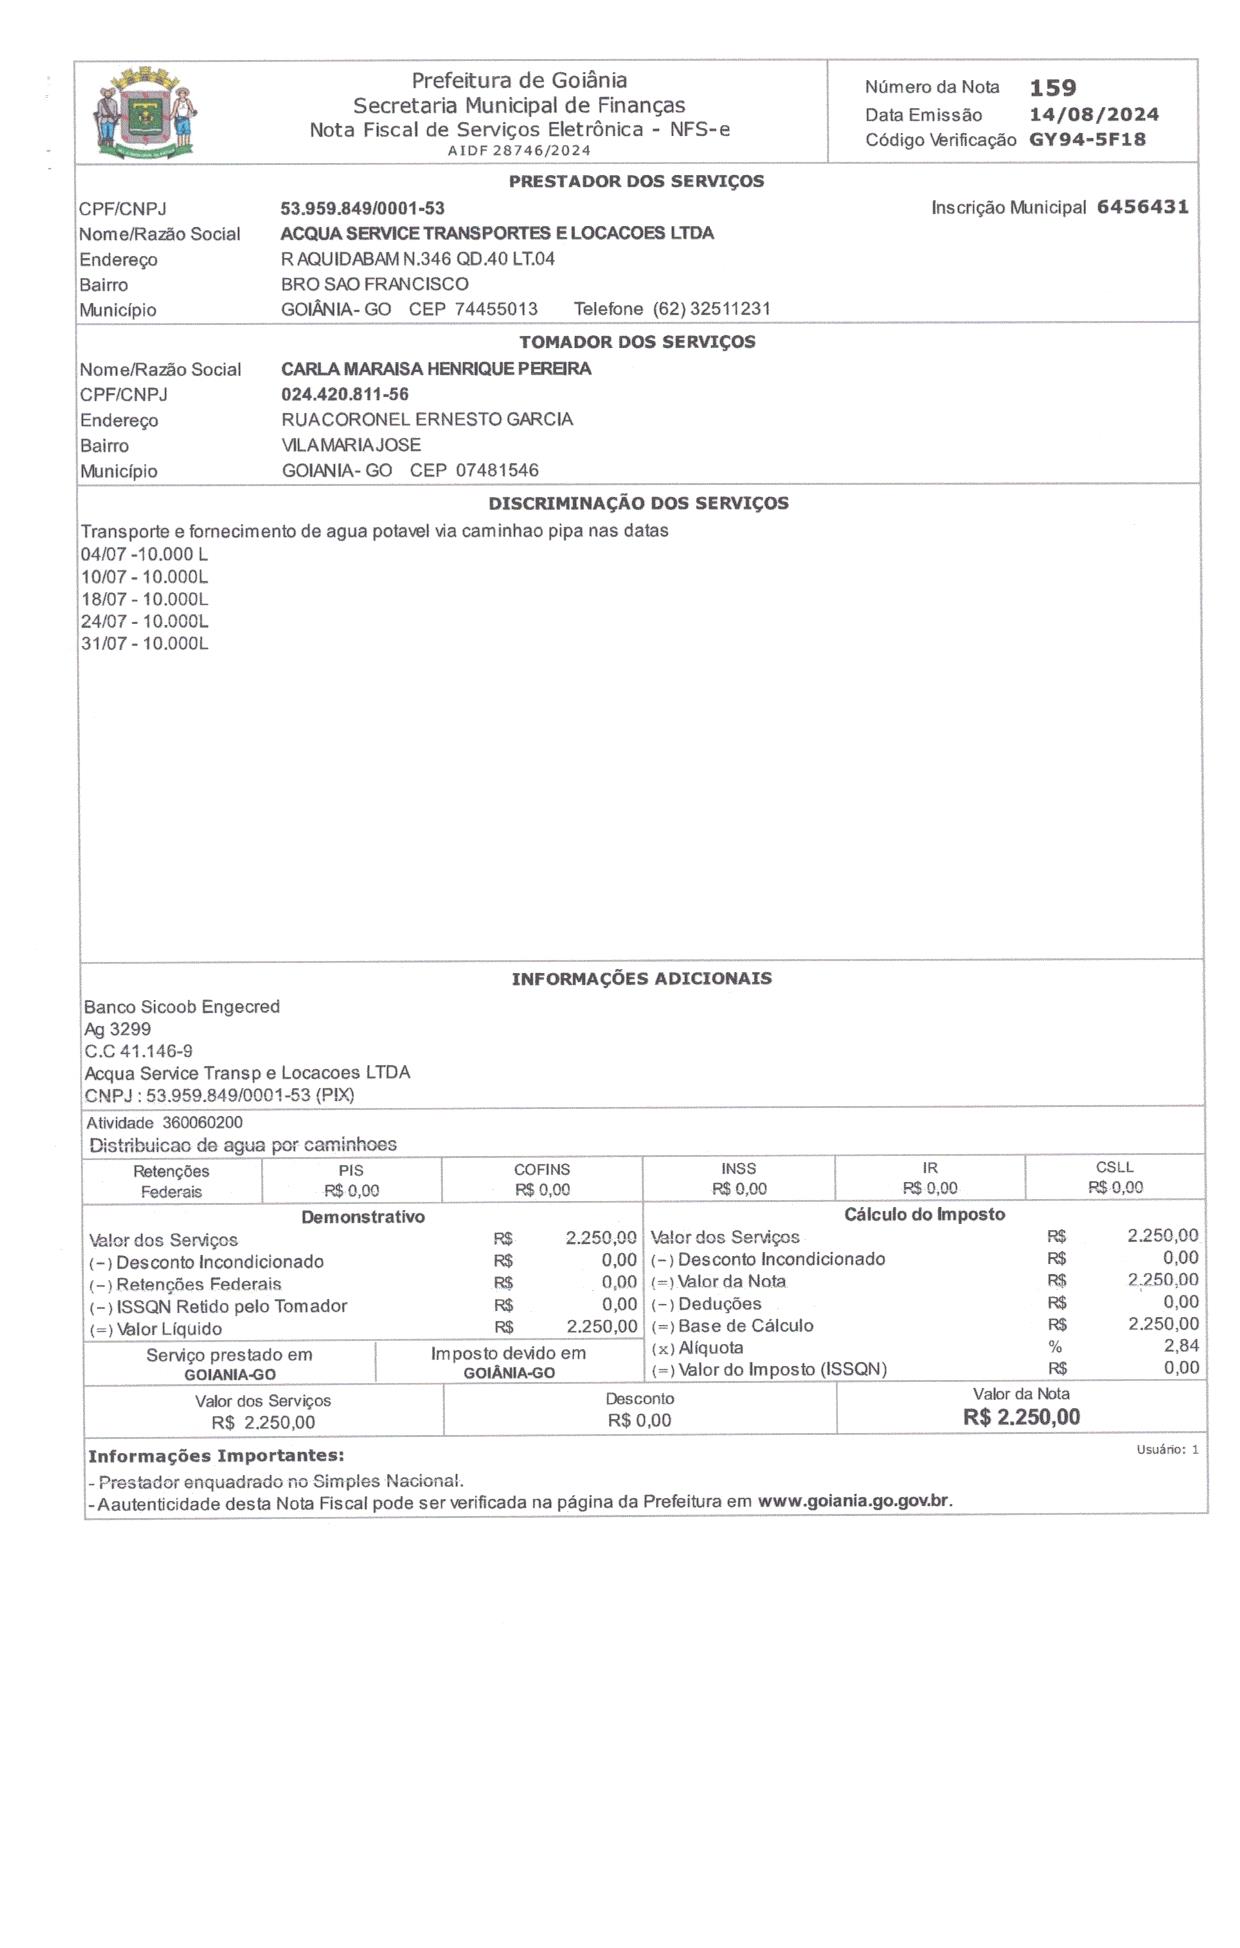 Prefeitura de Goiânia
Secretaria Municipal de Finanças
Nota Fiscal de Serviços Eletrônica - NFS-e
AIDF 28746/2024
Número da Nota 159
Data Emissão 14/08/2024
Código Verificação GY94-5F18
PRESTADOR DOS SERVIÇOS
CPF/CNPJ 53.959.849/0001-53 Inscrição Municipal 6456431
Nome/Razão Social ACQUA SERVICE TRANSPORTES E LOCACOES LTDA
Endereço R AQUIDABAM N.346 QD.40 LT.04
Bairro BRO SAO FRANCISCO
Município GOIÂNIA- GO CEP 74455013 Telefone (62) 32511231
TOMADOR DOS SERVIÇOS
Nome/Razão Social CARLA MARAISA HENRIQUE PEREIRA
CPF/CNPJ 024.420.811-56
Endereço RUA CORONEL ERNESTO GARCIA
Bairro VILA MARIA JOSE
Município GOIANIA- GO CEP 07481546
DISCRIMINAÇÃO DOS SERVIÇOS
Transporte e fornecimento de agua potavel via caminhao pipa nas datas
04/07 -10.000 L
10/07 - 10.000L
18/07 - 10.000L
24/07 - 10.000L
31/07 - 10.000L
INFORMAÇÕES ADICIONAIS
Banco Sicoob Engecred
Ag 3299
C.C 41.146-9
Acqua Service Transp e Locacoes LTDA
CNPJ : 53.959.849/0001-53 (PIX)
Atividade 360060200
Distribuicao de agua por caminhoes
Retenções Federais PIS COFINS INSS IR CSLL
R$ 0,00 R$ 0,00 R$ 0,00 R$ 0,00 R$ 0,00
Demonstrativo
Valor dos Serviços R$ 2.250,00
(-) Desconto Incondicionado R$ 0,00
(-) Retenções Federais R$ 0,00
(-) ISSQN Retido pelo Tomador R$ 0,00
(=) Valor Líquido R$ 2.250,00
Serviço prestado em Imposto devido em
GOIANIA-GO GOIÂNIA-GO
Cálculo do Imposto
Valor dos Serviços R$ 2.250,00
(-) Desconto Incondicionado R$ 0,00
(=) Valor da Nota R$ 2.250,00
(-) Deduções R$ 0,00
(=) Base de Cálculo R$ 2.250,00
(x) Alíquota % 2,84
(=) Valor do Imposto (ISSQN) R$ 0,00
Valor dos Serviços Desconto Valor da Nota
R$ 2.250,00 R$ 0,00 R$ 2.250,00
Informações Importantes: Usuário: 1
- Prestador enquadrado no Simples Nacional.
- A autenticidade desta Nota Fiscal pode ser verificada na página da Prefeitura em www.goiania.go.gov.br.